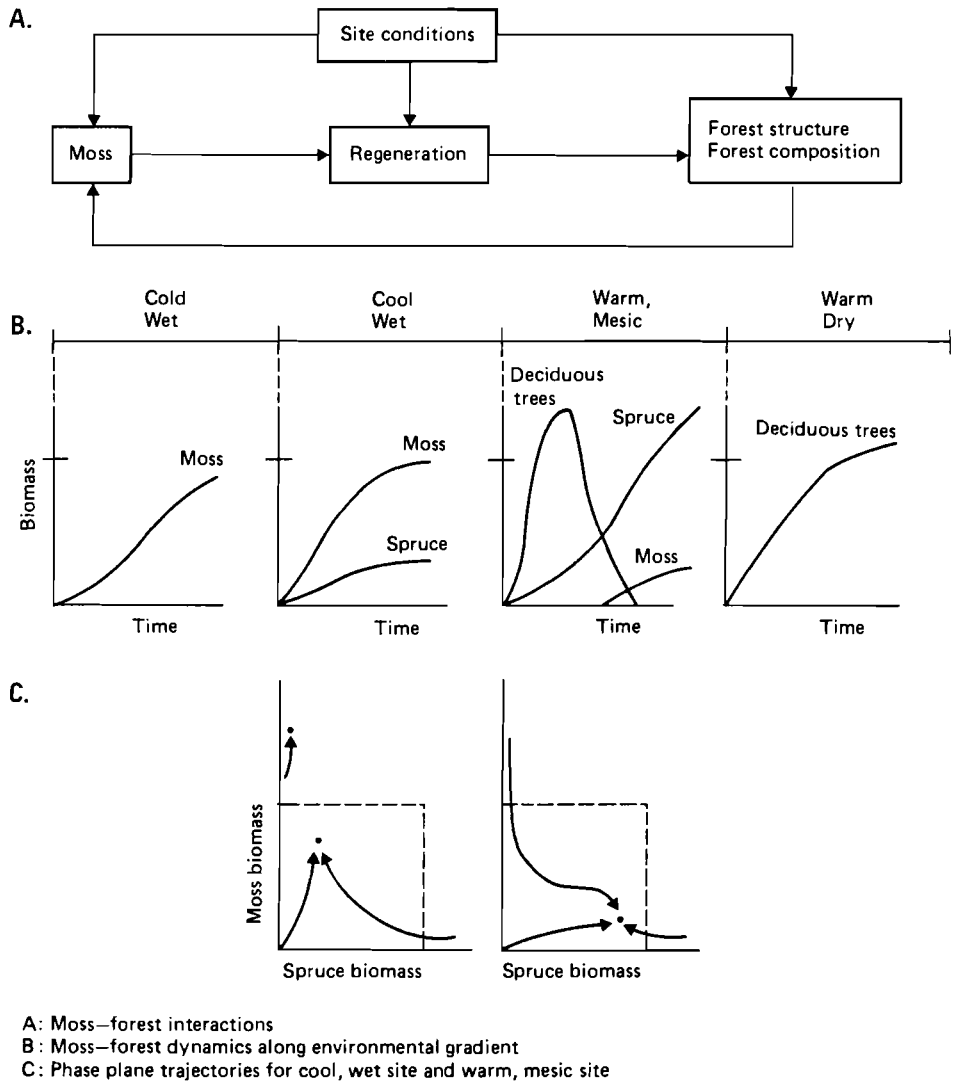 A.
Site conditions
Moss
Regeneration
Forest structure
Forest composition
B.
Cold
Wet
Cool
Wet
Warm,
Mesic
Warm
Dry
Biomass
Moss
Time
Moss
Spruce
Time
Deciduous
trees
Spruce
Moss
Time
Deciduous trees
Time
C.
Moss biomass
Spruce biomass
Spruce biomass
A: Moss—forest interactions
B: Moss—forest dynamics along environmental gradient
C: Phase plane trajectories for cool, wet site and warm, mesic site